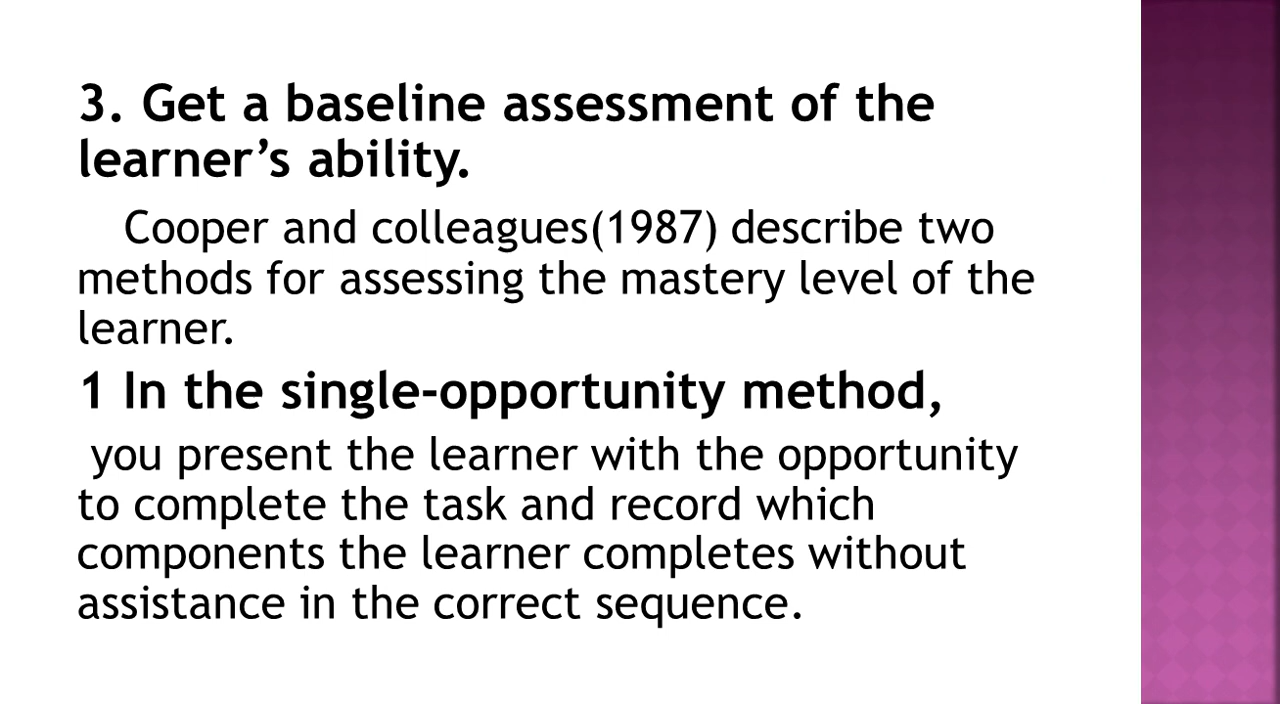 3. Get a baseline assessment of the
learner’s ability.
Cooper and colleagues(1987) describe two
methods for assessing the mastery level of the
learner.
1 In the single-opportunity method,
you present the learner with the opportunity
to complete the task and record which
components the learner completes without
assistance in the correct sequence.